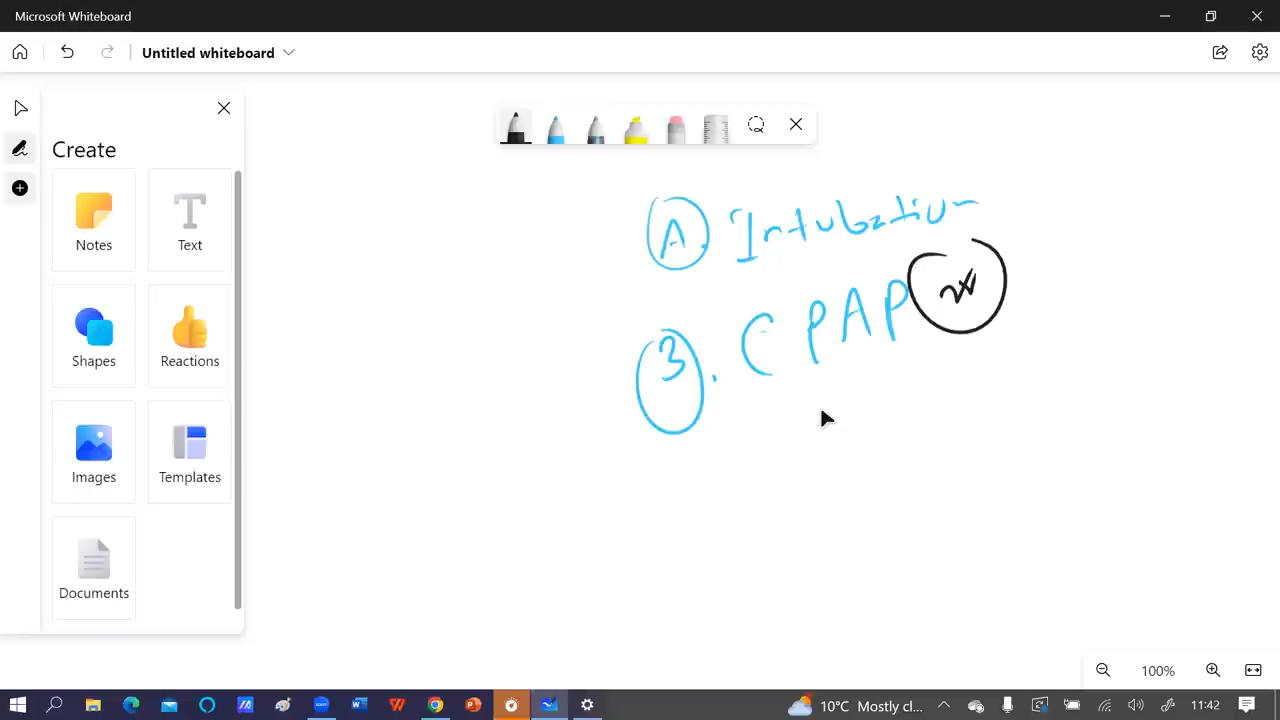 Microsoft Whiteboard
Untitled whiteboard
Create
Notes
Text
Shapes
Reactions
Images
Templates
Documents
A. Intubation
3. CPAP
100%
10°C Mostly cl...
11:42